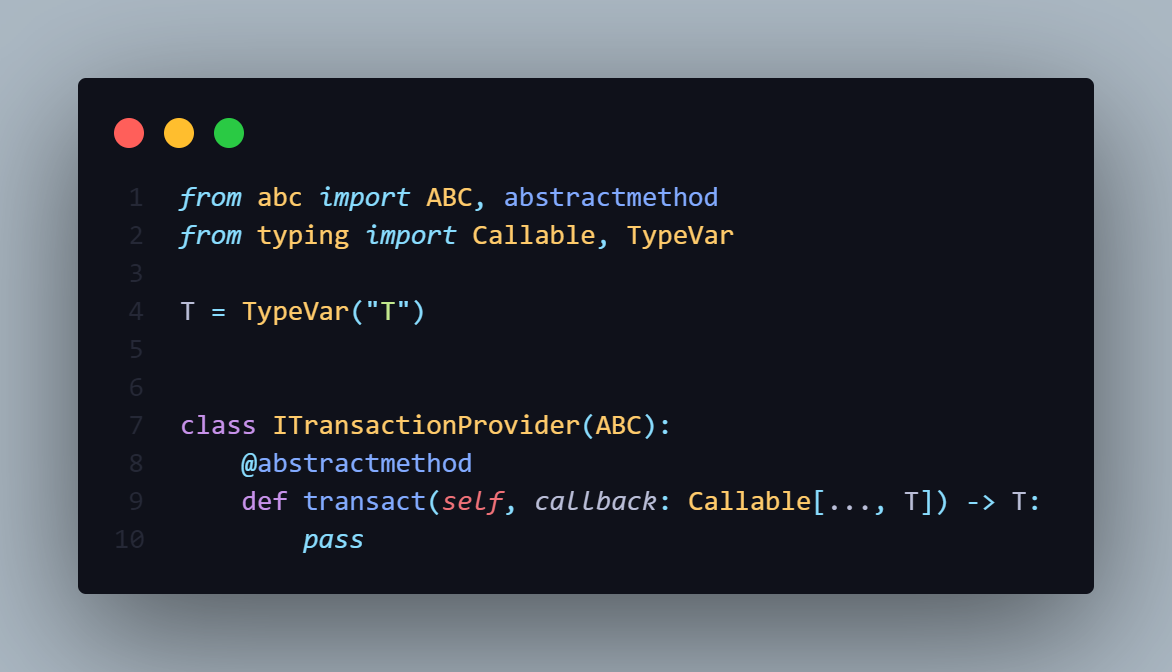 1 from abc import ABC, abstractmethod
2 from typing import Callable, TypeVar
3
4 T = TypeVar("T")
5
6
7 class ITransactionProvider(ABC):
8     @abstractmethod
9     def transact(self, callback: Callable[..., T]) -> T:
10         pass